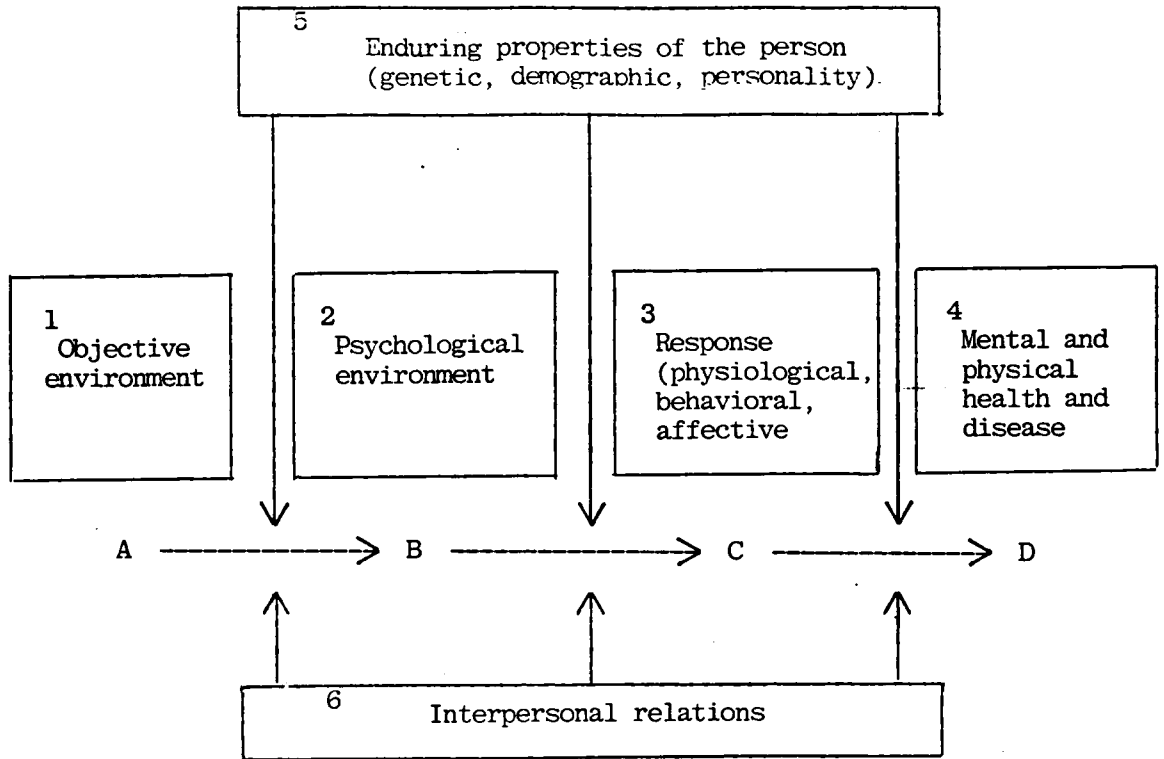 5
Enduring properties of the person
(genetic, demographic, personality).
1
Objective
environment
2
Psychological
environment
3
Response
(physiological,
behavioral,
affective
4
Mental and
physical
health and
disease
A B C D
6
Interpersonal relations